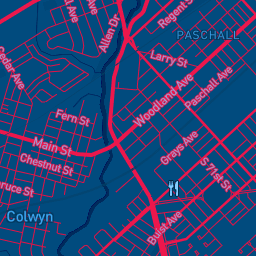 Allen Dr
Regent St
PASCHALL
Larry St
Cedar Ave
Woodland Ave
Paschall Ave
Fern St
Main St
Grays Ave
Chestnut St
S 71st St
ruce St
Colwyn
Buist Ave